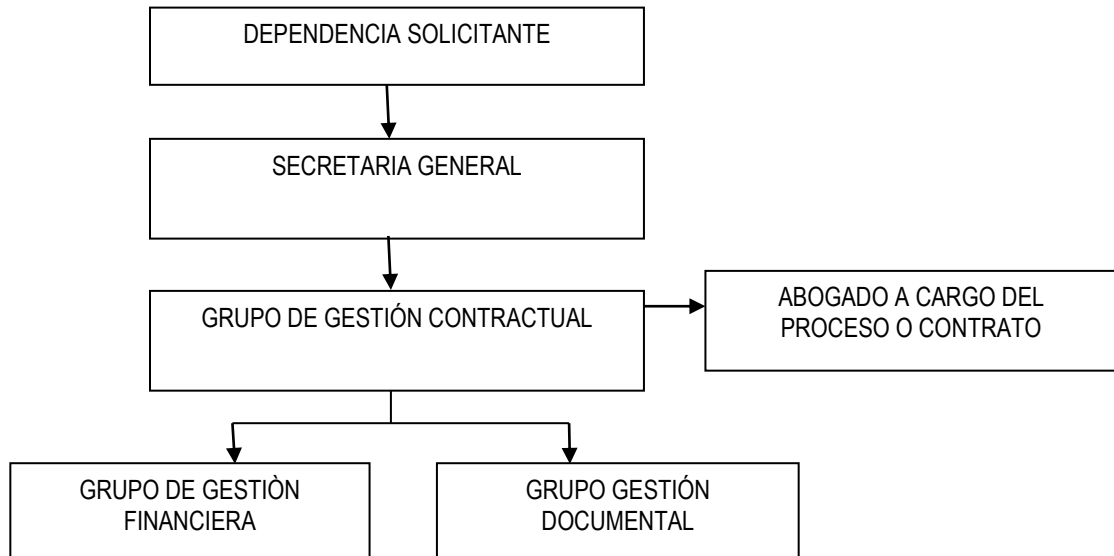 DEPENDENCIA SOLICITANTE
SECRETARIA GENERAL
GRUPO DE GESTIÓN CONTRACTUAL
ABOGADO A CARGO DEL
PROCESO O CONTRATO
GRUPO DE GESTIÒN
FINANCIERA
GRUPO GESTIÓN
DOCUMENTAL